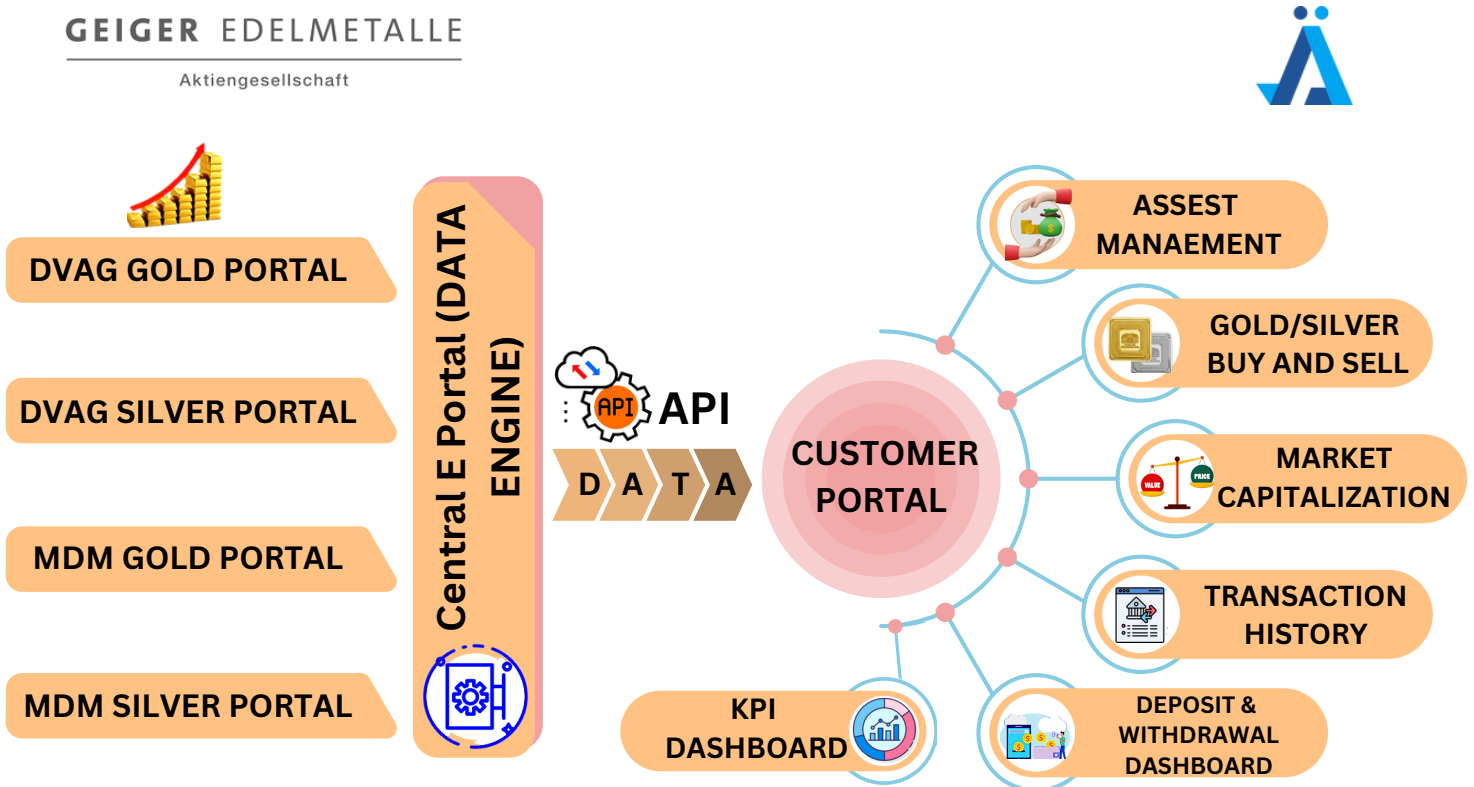 GEIGER EDELMETALLE
Aktiengesellschaft
Ä
DVAG GOLD PORTAL
DVAG SILVER PORTAL
MDM GOLD PORTAL
MDM SILVER PORTAL
Central E Portal (DATA
ENGINE)
API
API
D A T A
CUSTOMER
PORTAL
ASSEST
MANAEMENT
GOLD/SILVER
BUY AND SELL
VALUE
PRICE
MARKET
CAPITALIZATION
TRANSACTION
HISTORY
DEPOSIT &
WITHDRAWAL
DASHBOARD
KPI
DASHBOARD